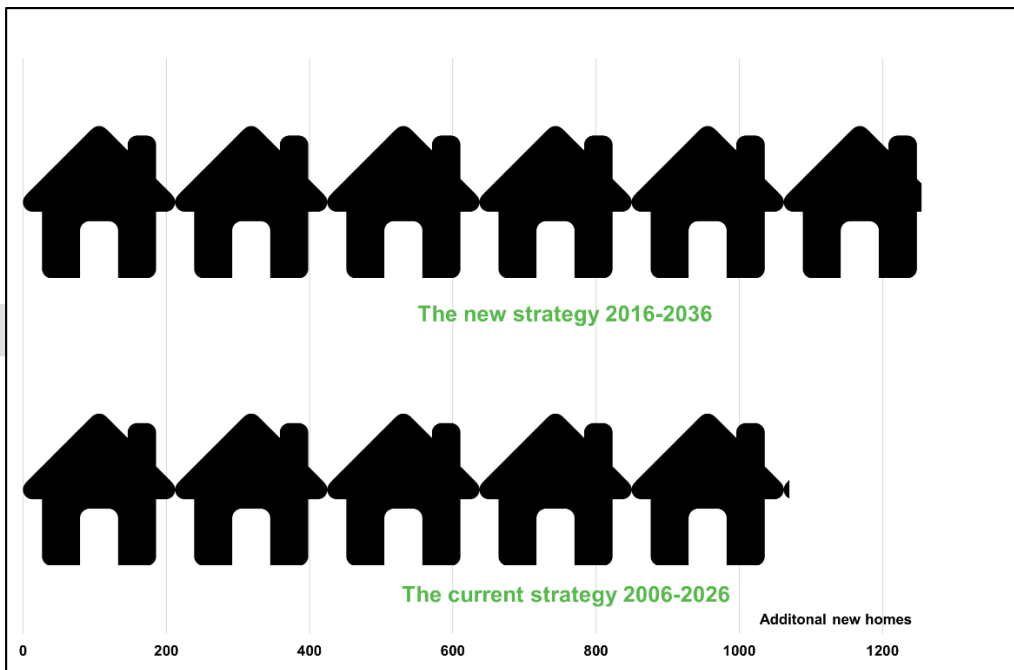 The new strategy 2016-2036
The current strategy 2006-2026
Additonal new homes
0 200 400 600 800 1000 1200